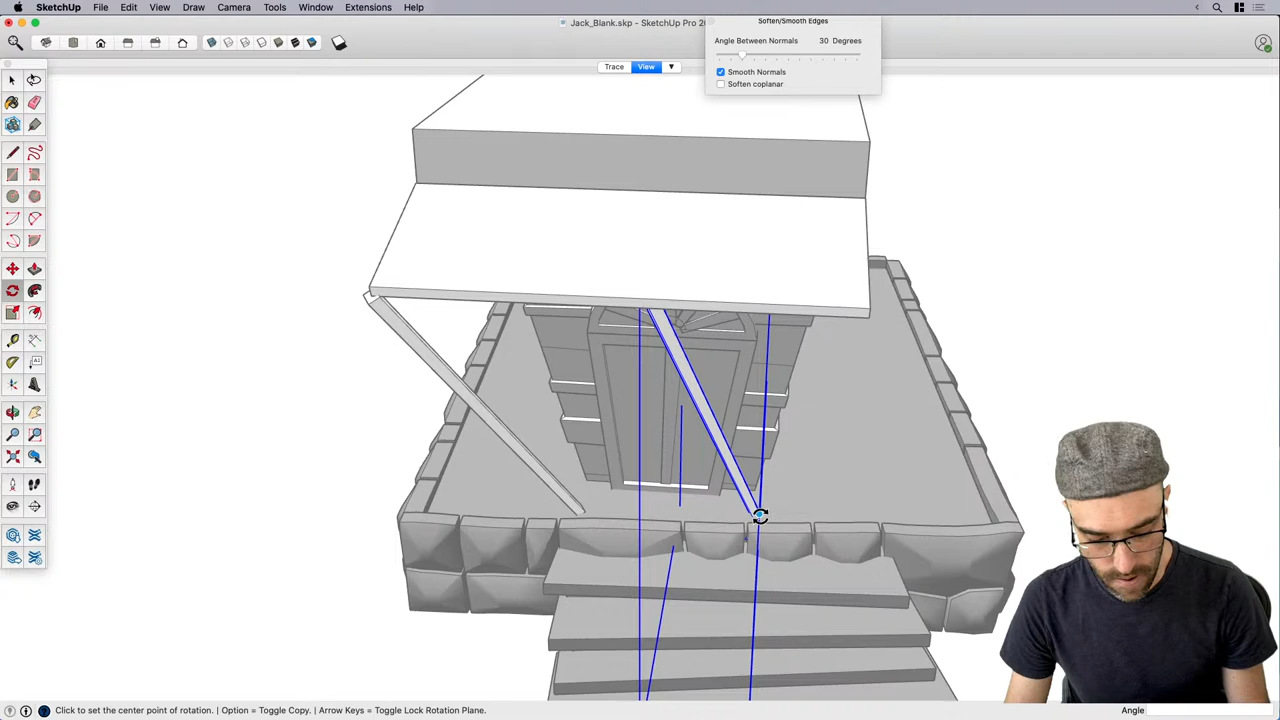 SketchUp File Edit View Draw Camera Tools Window Extensions Help
Jack_Blank.skp - SketchUp Pro 20
Soften/Smooth Edges
Angle Between Normals 30 Degrees
Smooth Normals
Soften coplanar
Trace View
Click to set the center point of rotation. | Option = Toggle Copy. | Arrow Keys = Toggle Lock Rotation Plane. Angle